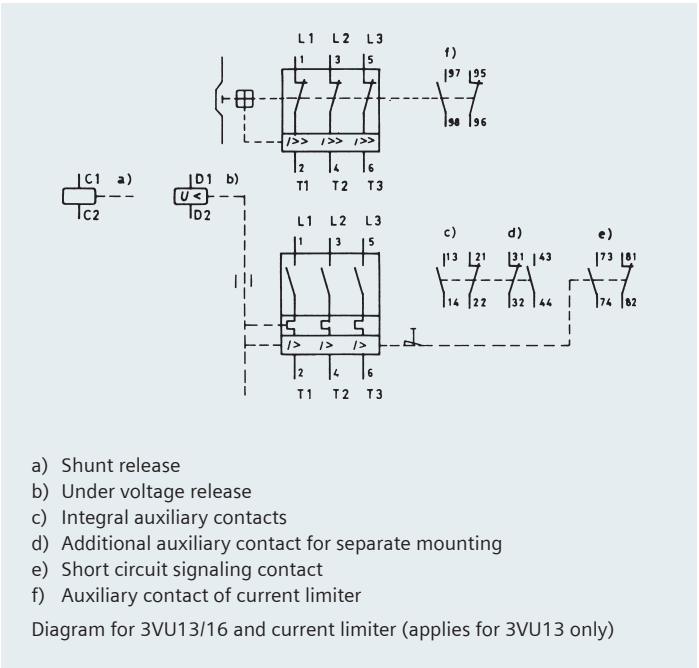 L1 L2 L3
f)
1 3 5
97 95
98 96
I>> I>> I>>
2 4 6
T1 T2 T3
C1 a) D1 b)
U<
C2 D2
L1 L2 L3
c) d) e)
1 3 5
13 21 31 43 73 81
14 22 32 44 74 82
I> I> I>
2 4 6
T1 T2 T3
a) Shunt release
b) Under voltage release
c) Integral auxiliary contacts
d) Additional auxiliary contact for separate mounting
e) Short circuit signaling contact
f) Auxiliary contact of current limiter
Diagram for 3VU13/16 and current limiter (applies for 3VU13 only)